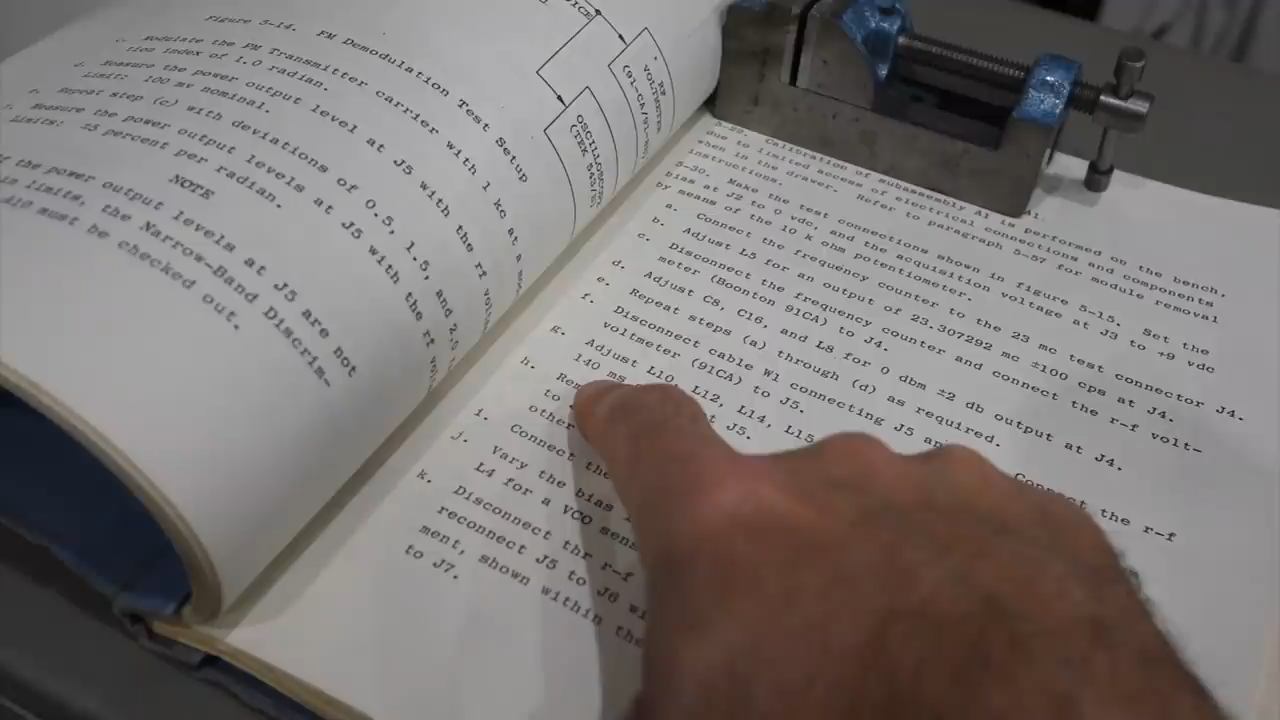 Figure 5-14. FM Demodulation Test Setup
VOLTMETER
(91-CA/91-
OSCILLOSCOPE
(TEK
c. Modulate the FM Transmitter carrier with 1 kc at a
tion index of 1.0 radian.
d. Measure the power output level at J5 with the rf
Limit: 100 mv nominal.
e. Repeat step (c) with deviations of 0.5, 1.5, and
f. Measure the power output levels at J5 with the rf
Limits: ±5 percent per radian.
NOTE
If the power output levels at J5 are not
limits, the Narrow-Band Discrim-
A10 must be checked out.
Calibration of subassembly A1 is performed on the bench,
due to limited access of electrical connections and components
when in the drawer. Refer to paragraph 5-57 for module removal
instructions.
5-30. Make the test connections shown in figure 5-15. Set the
bias at J2 to 0 vdc, and the acquisition voltage at J3 to +9 vdc
by means of the 10 k ohm potentiometer.
a. Connect the frequency counter to the 23 mc test connector J4.
b. Adjust L5 for an output of 23.307292 mc ±100 cps at J4.
c. Disconnect the frequency counter and connect the r-f volt-
meter (Boonton 91CA) to J4.
d. Adjust C8, C16, and L8 for 0 dbm ±2 db output at J4.
e. Repeat steps (a) through (d) as required.
f. Disconnect cable W1 connecting J5 Connect the r-f
voltmeter (91CA) to J5.
g. Adjust L10, L12, L14, L15
140 J5.
h.
to
other
i. Connect the
j. Vary the bias
L4 for a VCO
k. Disconnect thr r-f
reconnect J5 to J6
ment, shown within the
to J7.